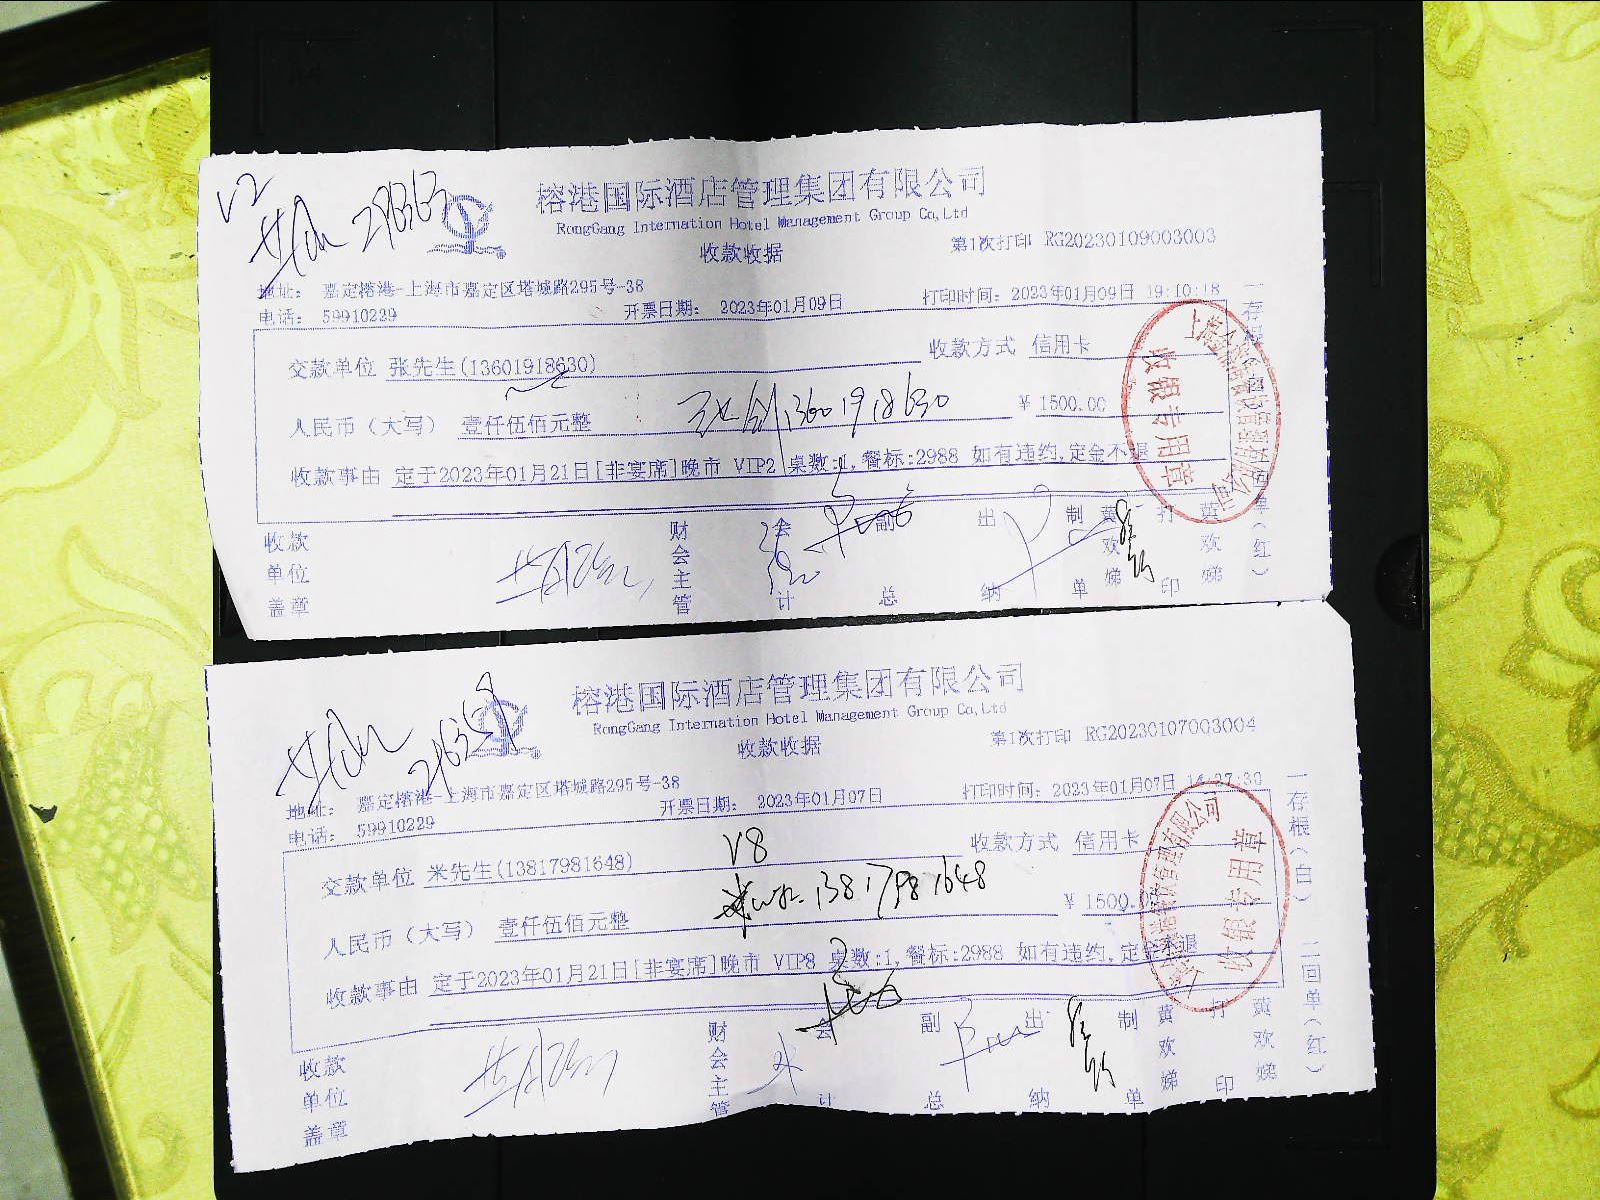 V2
榕港国际酒店管理集团有限公司
RongGang Internation Hotel Management Group Co,Ltd
收款收据
第1次打印 RG20230109003003
地址： 嘉定榕港-上海市嘉定区塔城路295号-38
电话： 59910229
开票日期： 2023年01月09日
打印时间：2023年01月09日 19:10:18
交款单位 张先生(13601918630)
收款方式 信用卡
人民币（大写） 壹仟伍佰元整
13601918630
￥ 1500.00
收款事由 定于2023年01月21日[非宴席]晚市 VIP2 桌数:1,餐标:2988 如有违约,定金不退
收款单位盖章
财会主管
会计
副总
出纳
制单
黄欢娣
打印
黄欢娣
收银专用章
榕港国际酒店管理集团有限公司
RongGang Internation Hotel Management Group Co,Ltd
收款收据
第1次打印 RG20230107003004
地址： 嘉定榕港-上海市嘉定区塔城路295号-38
电话： 59910229
开票日期： 2023年01月07日
打印时间：2023年01月07日 14:27:30
交款单位 米先生(13817981648)
V8
收款方式 信用卡
人民币（大写） 壹仟伍佰元整
13817981648
￥ 1500.00
收款事由 定于2023年01月21日[非宴席]晚市 VIP8 桌数:1,餐标:2988 如有违约,定金不退
一存根（白）
二回单（红）
收款单位盖章
财会主管
会计
副总
出纳
制单
黄欢娣
打印
黄欢娣
收银专用章